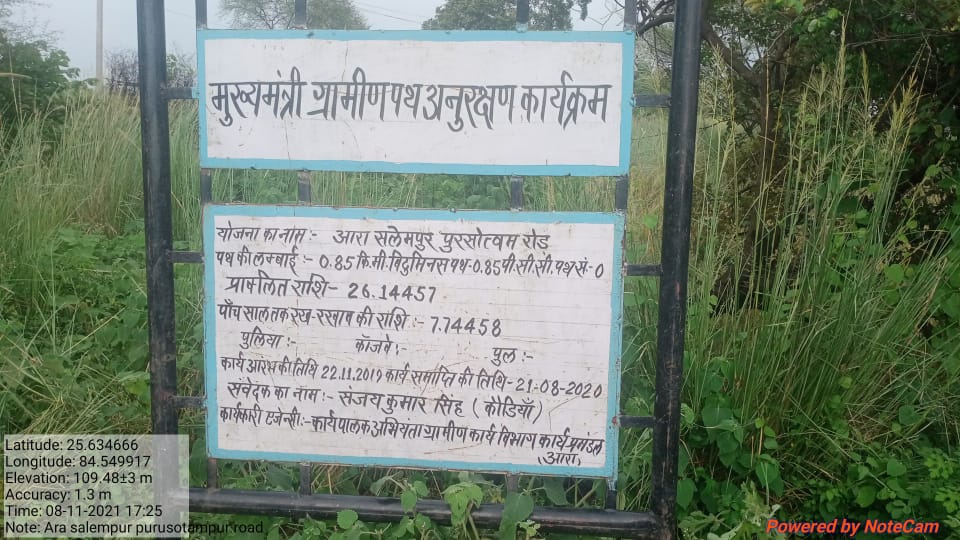 मुख्यमंत्री ग्रामीण पथ अनुरक्षण कार्यक्रम
योजना का नाम :- आरा सलेमपुर पुरसोत्वम रोड़
पथ की लम्बाई :- 0.85 कि.मी. विटुमिनस पथ-0.85 पी.सी.सी. पथ सं-0
प्राक्लित राशि- 26.14457
पाँच साल तक रख-रखाव की राशि :- 7.74458
पुलिया :- कॉजवे :- पुल :-
कार्य आरम्भ की तिथि 22.11.2019 कार्य समाप्ति की तिथि- 21-08-2020
संवेदक का नाम :- संजय कुमार सिंह ( कौडियाँ )
कार्यकारी एजेन्सी :- कार्यपालक अभियंता ग्रामीण कार्य विभाग कार्य प्रमंडल
(आरा)
Latitude: 25.634666
Longitude: 84.549917
Elevation: 109.48±3 m
Accuracy: 1.3 m
Time: 08-11-2021 17:25
Note: Ara salempur purusotampur road
Powered by NoteCam